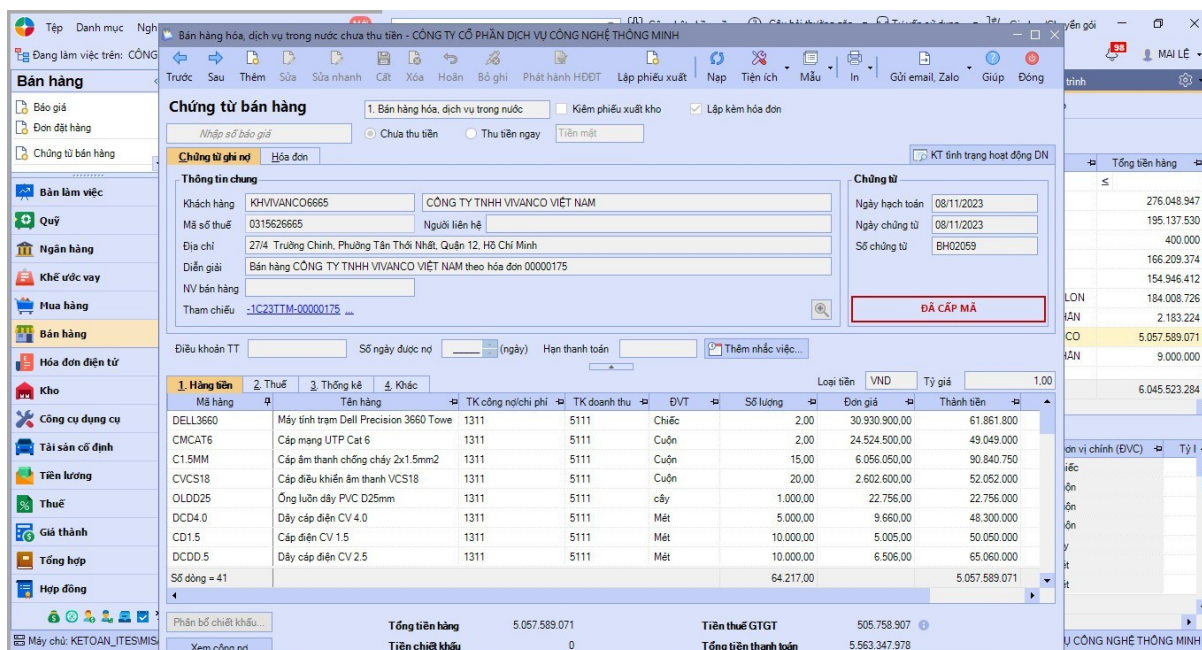 Tệp Danh mục Ngh
yển gói
Đang làm việc trên: CÔNG
98 MAI LỆ
Bán hàng
Báo giá
Đơn đặt hàng
Chứng từ bán hàng
Bàn làm việc
Quỹ
Ngân hàng
Khế ước vay
Mua hàng
Bán hàng
Hóa đơn điện tử
Kho
Công cụ dụng cụ
Tài sản cố định
Tiền lương
Thuế
Giá thành
Tổng hợp
Hợp đồng
Máy chủ: KETOAN_ITES\MIS
Bán hàng hóa, dịch vụ trong nước chưa thu tiền - CÔNG TY CỔ PHẦN DỊCH VỤ CÔNG NGHỆ THÔNG MINH
Trước Sau Thêm Sửa Sửa nhanh Cất Xóa Hoãn Bỏ ghi Phát hành HĐĐT Lập phiếu xuất Nạp Tiện ích Mẫu In Gửi email, Zalo Giúp Đóng
Chứng từ bán hàng 1. Bán hàng hóa, dịch vụ trong nước Kiêm phiếu xuất kho Lập kèm hóa đơn
Nhập số báo giá Chưa thu tiền Thu tiền ngay Tiền mặt
Chứng từ ghi nợ Hóa đơn KT tình trạng hoạt động DN
Thông tin chung Chứng từ
Khách hàng KHVIVANCO6665 CÔNG TY TNHH VIVANCO VIỆT NAM Ngày hạch toán 08/11/2023
Mã số thuế 0315626665 Người liên hệ Ngày chứng từ 08/11/2023
Địa chỉ 27/4 Trường Chinh, Phường Tân Thới Nhất, Quận 12, Hồ Chí Minh Số chứng từ BH02059
Diễn giải Bán hàng CÔNG TY TNHH VIVANCO VIỆT NAM theo hóa đơn 00000175
NV bán hàng
Tham chiếu -1C23TTM-00000175 ... ĐÃ CẤP MÃ
Điều khoản TT Số ngày được nợ (ngày) Hạn thanh toán Thêm nhắc việc...
1. Hàng tiền 2. Thuế 3. Thống kê 4. Khác Loại tiền VND Tỷ giá 1,00
Mã hàng Tên hàng TK công nợ/chi phí TK doanh thu ĐVT Số lượng Đơn giá Thành tiền
DELL3660 Máy tính trạm Dell Precision 3660 Towe 1311 5111 Chiếc 2,00 30.930.900,00 61.861.800
CMCAT6 Cáp mạng UTP Cat 6 1311 5111 Cuộn 2,00 24.524.500,00 49.049.000
C1.5MM Cáp âm thanh chống cháy 2x1.5mm2 1311 5111 Cuộn 15,00 6.056.050,00 90.840.750
CVCS18 Cáp điều khiển âm thanh VCS18 1311 5111 Cuộn 20,00 2.602.600,00 52.052.000
OLDD25 Ống luồn dây PVC D25mm 1311 5111 cây 1.000,00 22.756,00 22.756.000
DCD4.0 Dây cáp điện CV 4.0 1311 5111 Mét 5.000,00 9.660,00 48.300.000
CD1.5 Cáp điện CV 1.5 1311 5111 Mét 10.000,00 5.005,00 50.050.000
DCDD.5 Dây cáp điện CV 2.5 1311 5111 Mét 10.000,00 6.506,00 65.060.000
Số dòng = 41 64.217,00 5.057.589.071
Phân bổ chiết khấu... Tổng tiền hàng 5.057.589.071 Tiền thuế GTGT 505.758.907
Xem công nợ Tiền chiết khấu 0 Tổng tiền thanh toán 5.563.347.978
trình
Tổng tiền hàng
≤
276.048.947
195.137.530
400.000
166.209.374
154.946.412
LON 184.008.726
HÂN 2.183.224
CO 5.057.589.071
HÂN 9.000.000
6.045.523.284
ơn vị chính (ĐVC) Tỷ l
iếc
ộn
ộn
ộn
y
ét
ét
Ụ CÔNG NGHỆ THÔNG MINH